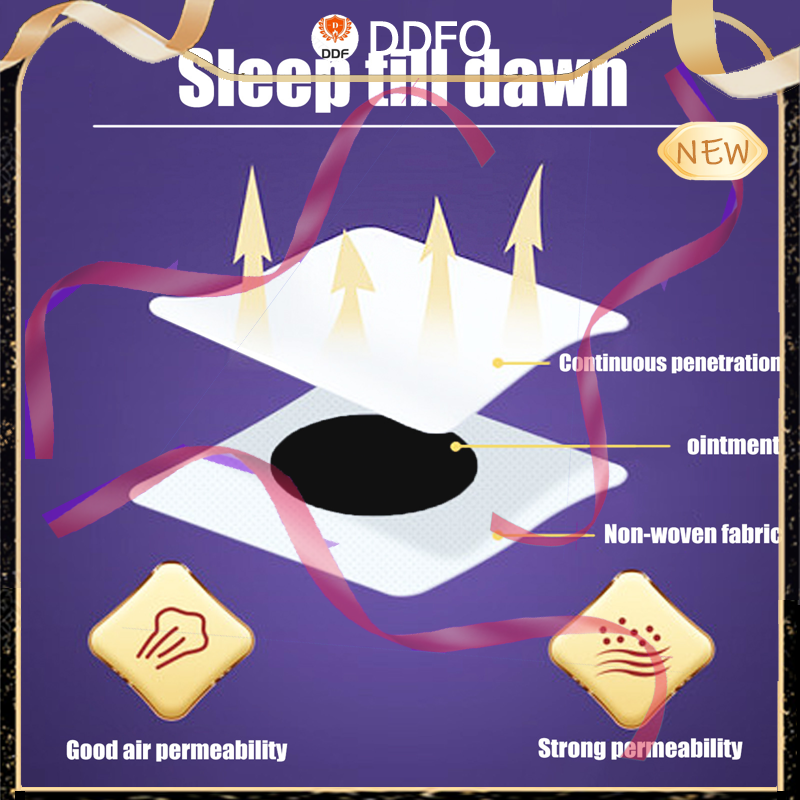 DDFO
DDF
Sleep till dawn
NEW
Continuous penetration
ointment
Non-woven fabric
Good air permeability
Strong permeability